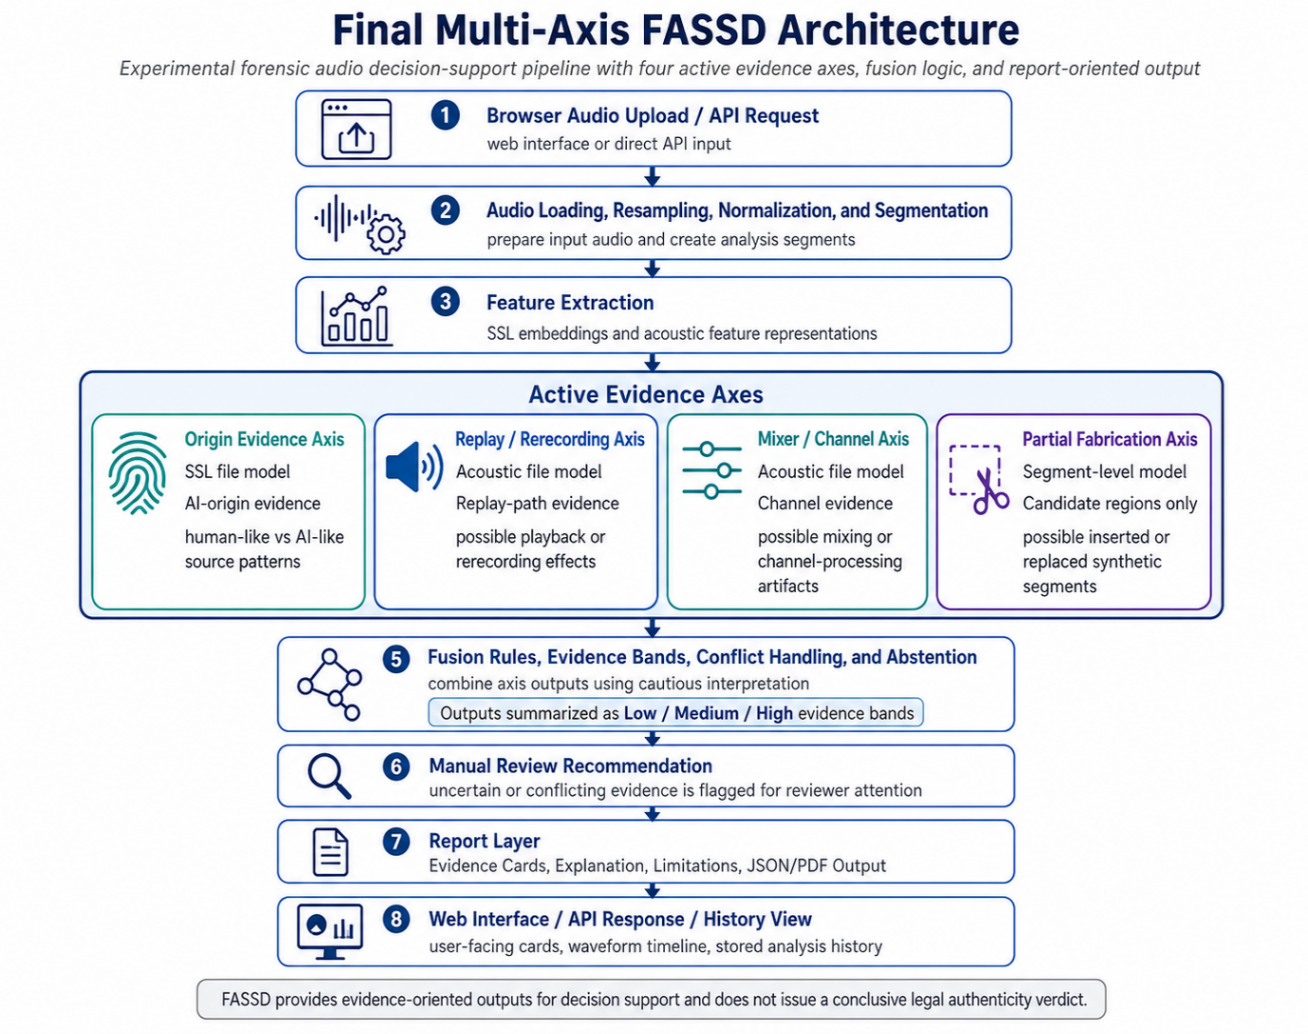 Final Multi-Axis FASSD Architecture
Experimental forensic audio decision-support pipeline with four active evidence axes, fusion logic, and report-oriented output
1 Browser Audio Upload / API Request
web interface or direct API input
2 Audio Loading, Resampling, Normalization, and Segmentation
prepare input audio and create analysis segments
3 Feature Extraction
SSL embeddings and acoustic feature representations
Active Evidence Axes
Origin Evidence Axis
SSL file model
AI-origin evidence
human-like vs AI-like
source patterns
Replay / Rerecording Axis
Acoustic file model
Replay-path evidence
possible playback or
rerecording effects
Mixer / Channel Axis
Acoustic file model
Channel evidence
possible mixing or
channel-processing
artifacts
Partial Fabrication Axis
Segment-level model
Candidate regions only
possible inserted or
replaced synthetic
segments
5 Fusion Rules, Evidence Bands, Conflict Handling, and Abstention
combine axis outputs using cautious interpretation
Outputs summarized as Low / Medium / High evidence bands
6 Manual Review Recommendation
uncertain or conflicting evidence is flagged for reviewer attention
7 Report Layer
Evidence Cards, Explanation, Limitations, JSON/PDF Output
8 Web Interface / API Response / History View
user-facing cards, waveform timeline, stored analysis history
FASSD provides evidence-oriented outputs for decision support and does not issue a conclusive legal authenticity verdict.